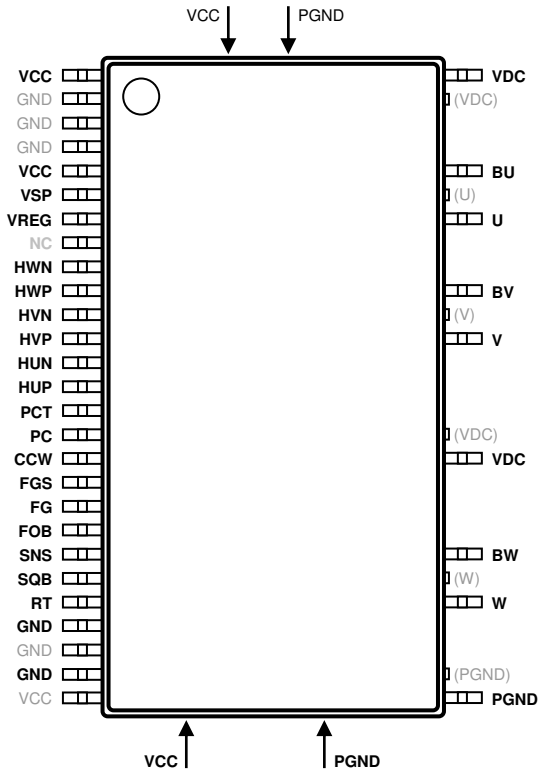 VCC PGND
VCC VDC
GND (VDC)
GND
GND
VCC BU
VSP (U)
VREG U
NC
HWN
HWP BV
HVN (V)
HVP V
HUN
HUP
PCT
PC (VDC)
CCW VDC
FGS
FG
FOB
SNS BW
SQB (W)
RT W
GND
GND
GND (PGND)
VCC PGND
VCC PGND